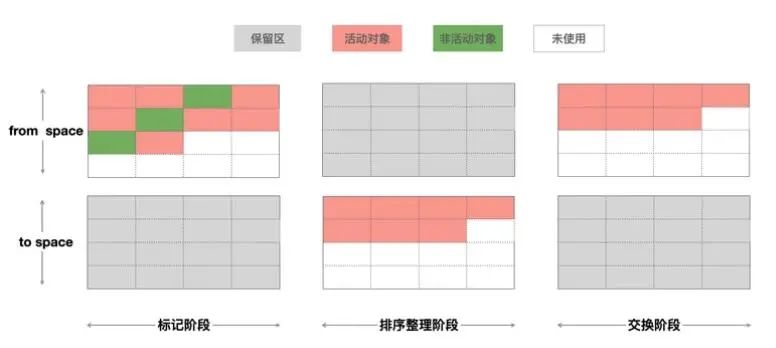 保留区
活动对象
非活动对象
未使用
from space
to space
标记阶段
排序整理阶段
交换阶段